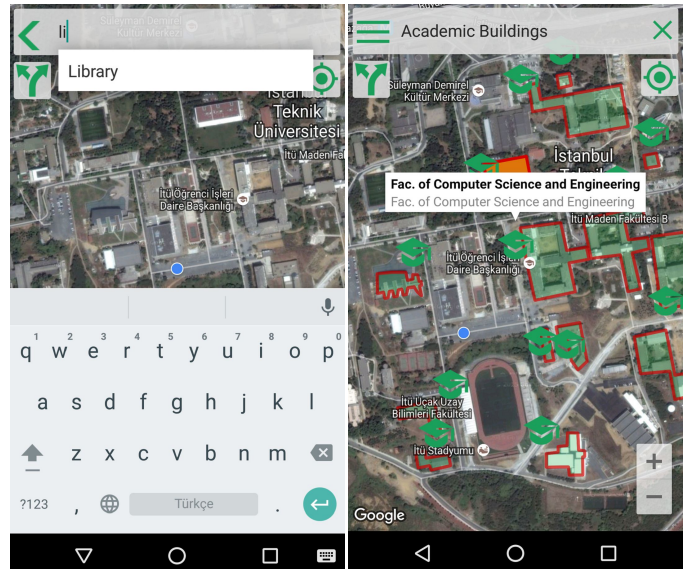 li
Süleyman Demirel
Kültür Merkezi
Library
İstanbul
Teknik
Üniversitesi
İtü Maden Fal
İtü Öğrenci İşleri
Daire Başkanlığı
1 2 3 4 5 6 7 8 9 0
q w e r t y u i o p
a s d f g h j k l
z x c v b n m
?123 , Türkçe .
Academic Buildings
Süleyman Demirel
Kültür Merkezi
İstanbul
Fac. of Computer Science and Engineering
Fac. of Computer Science and Engineering
İtü Maden Fakültesi B
İtü Öğrenci İşleri
Daire Başkanlığı
İtü Uçak Uzay
Bilimleri Fakültesi
İtü Stadyumu
+
−
Google